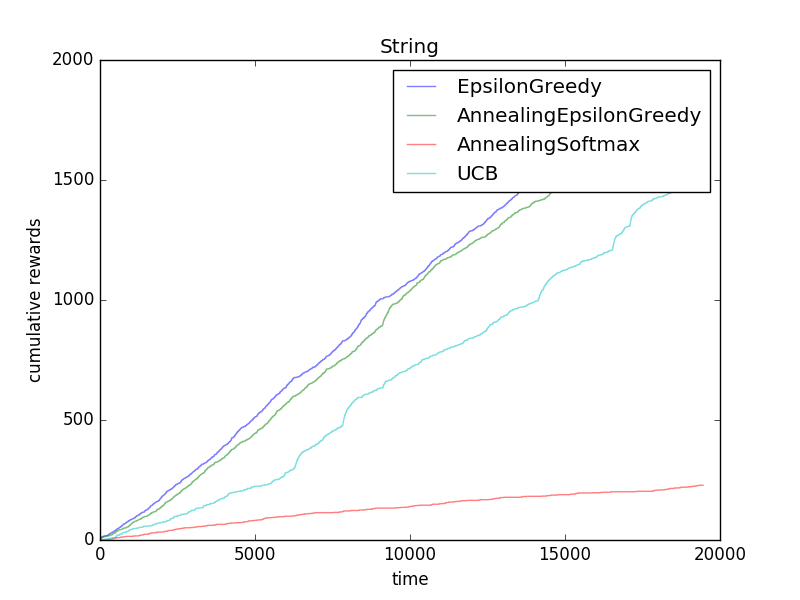 String
2000
1500
1000
500
0
cumulative rewards
EpsilonGreedy
AnnealingEpsilonGreedy
AnnealingSoftmax
UCB
0 5000 10000 15000 20000
time